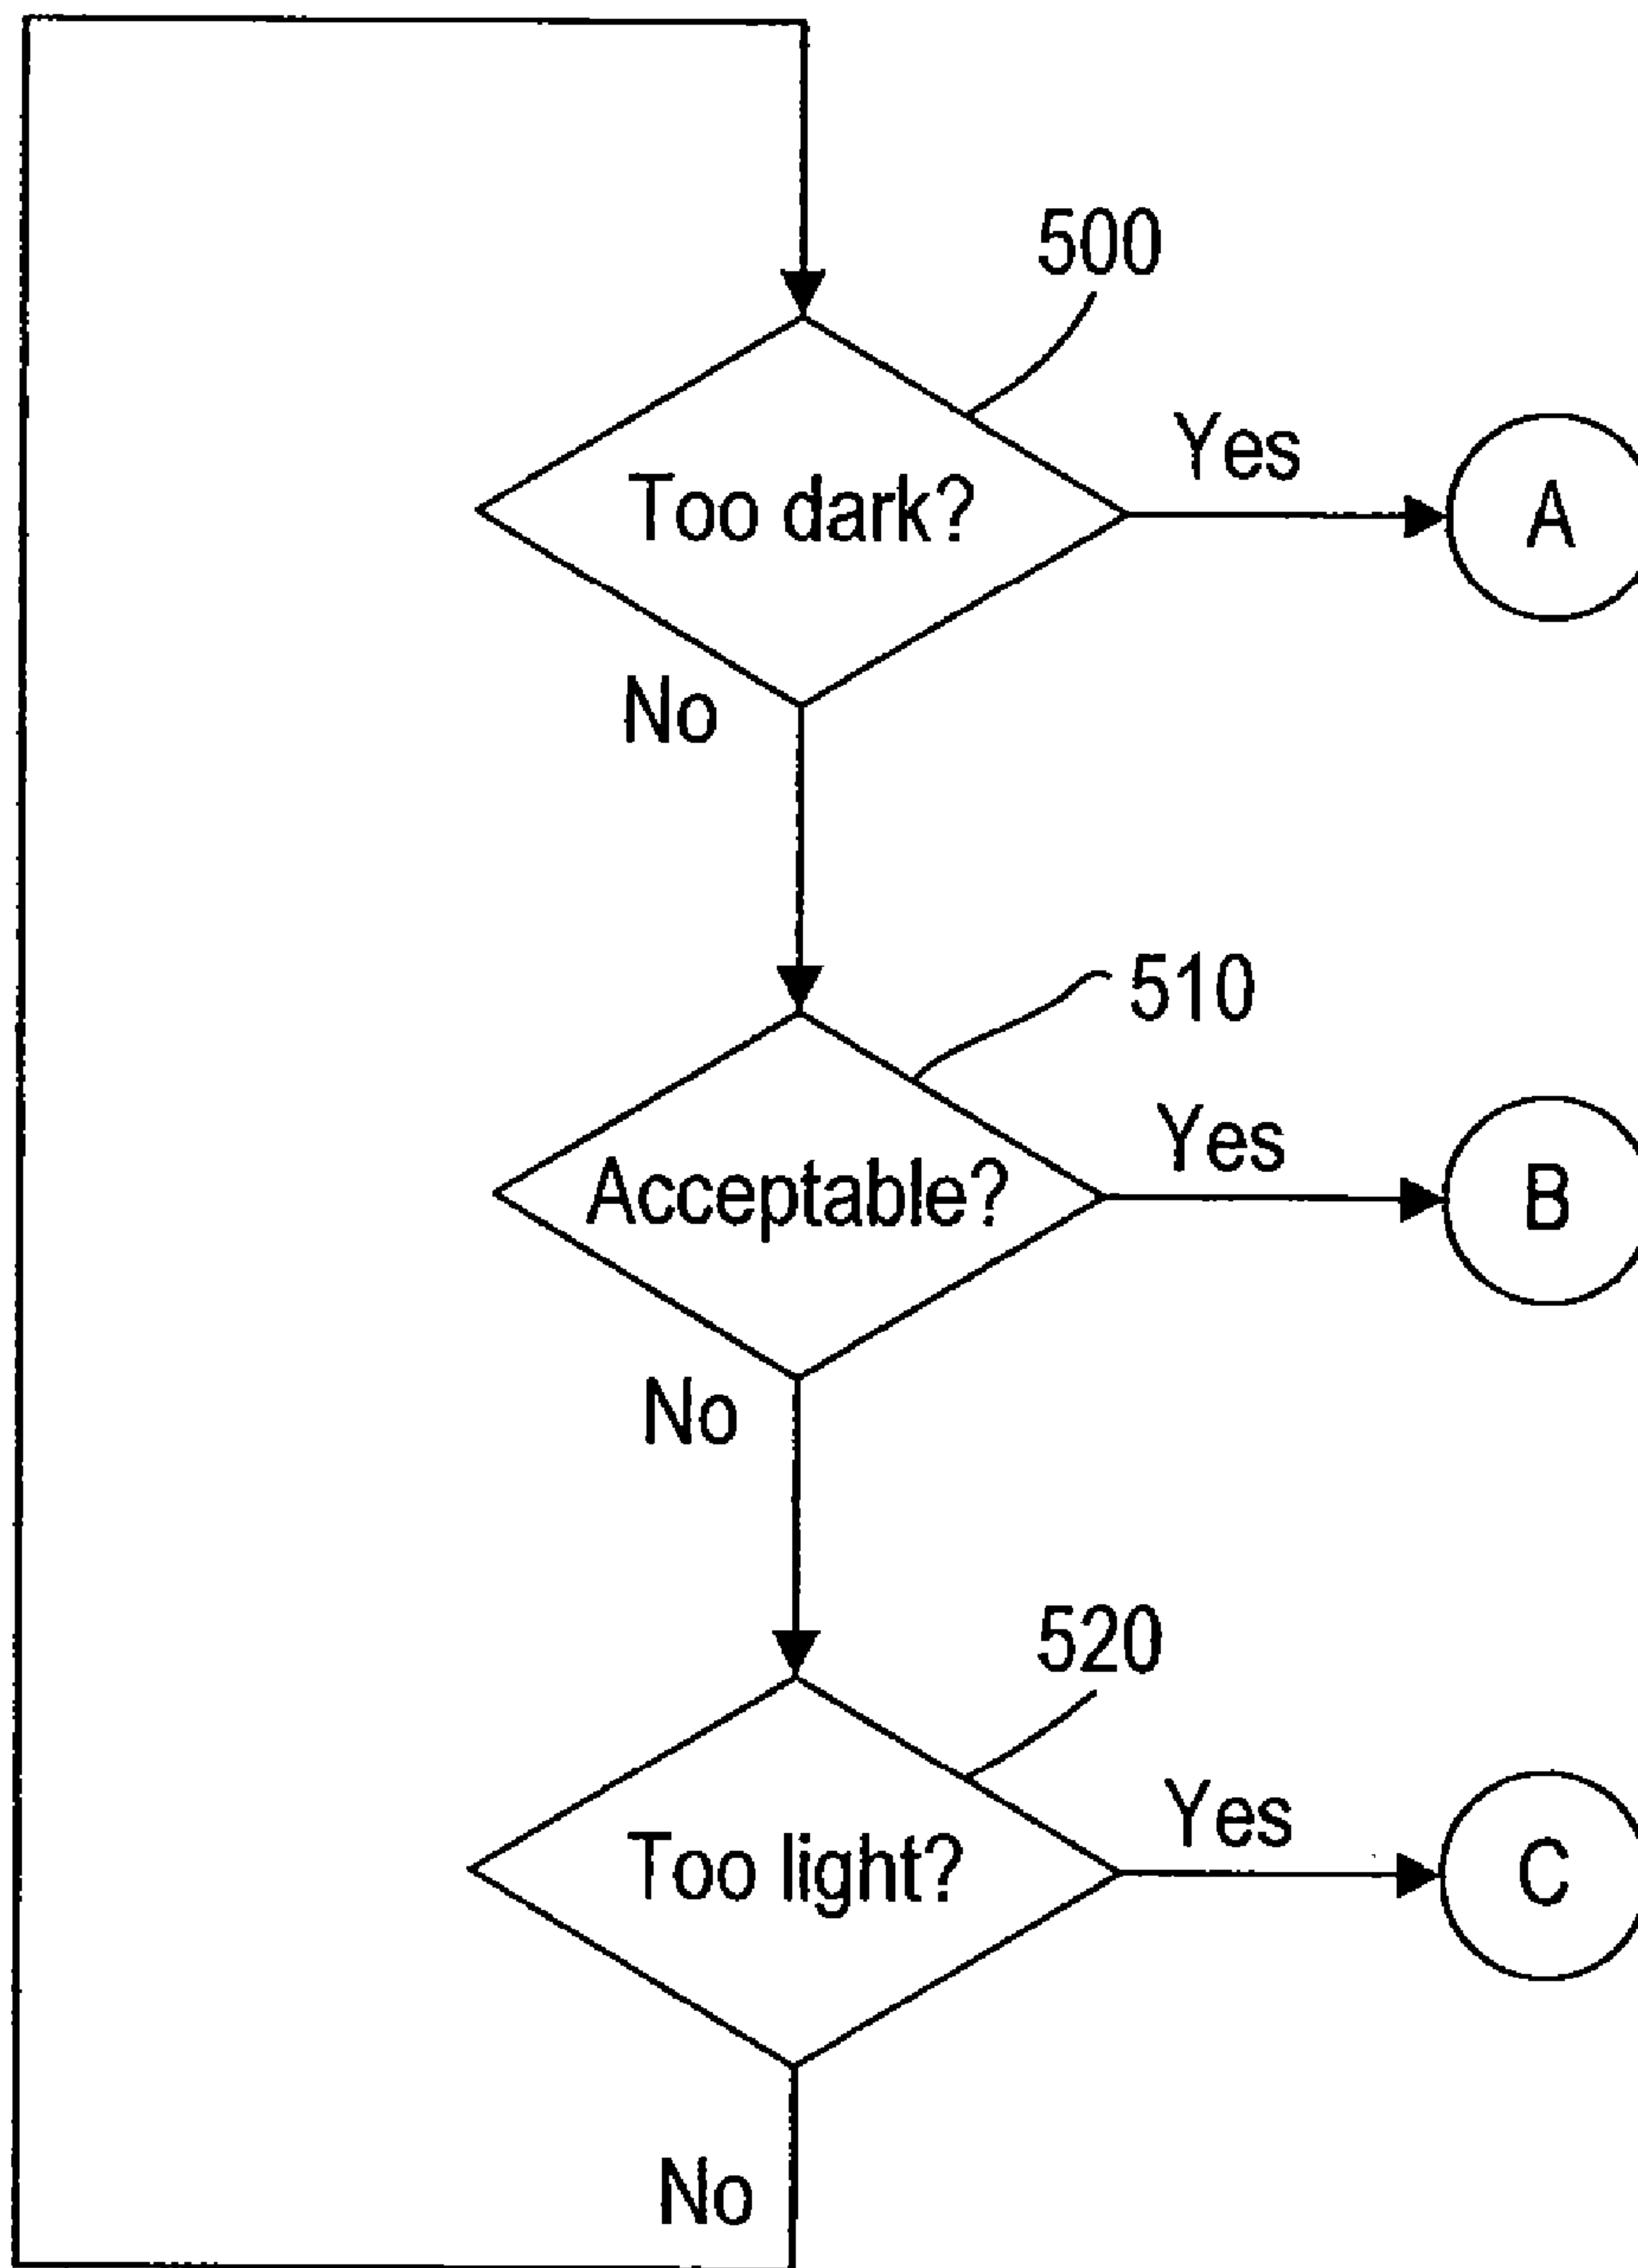 500
Yes
Too dark?
A
No
510
Yes
Acceptable?
B
No
520
Yes
Too light?
C
No